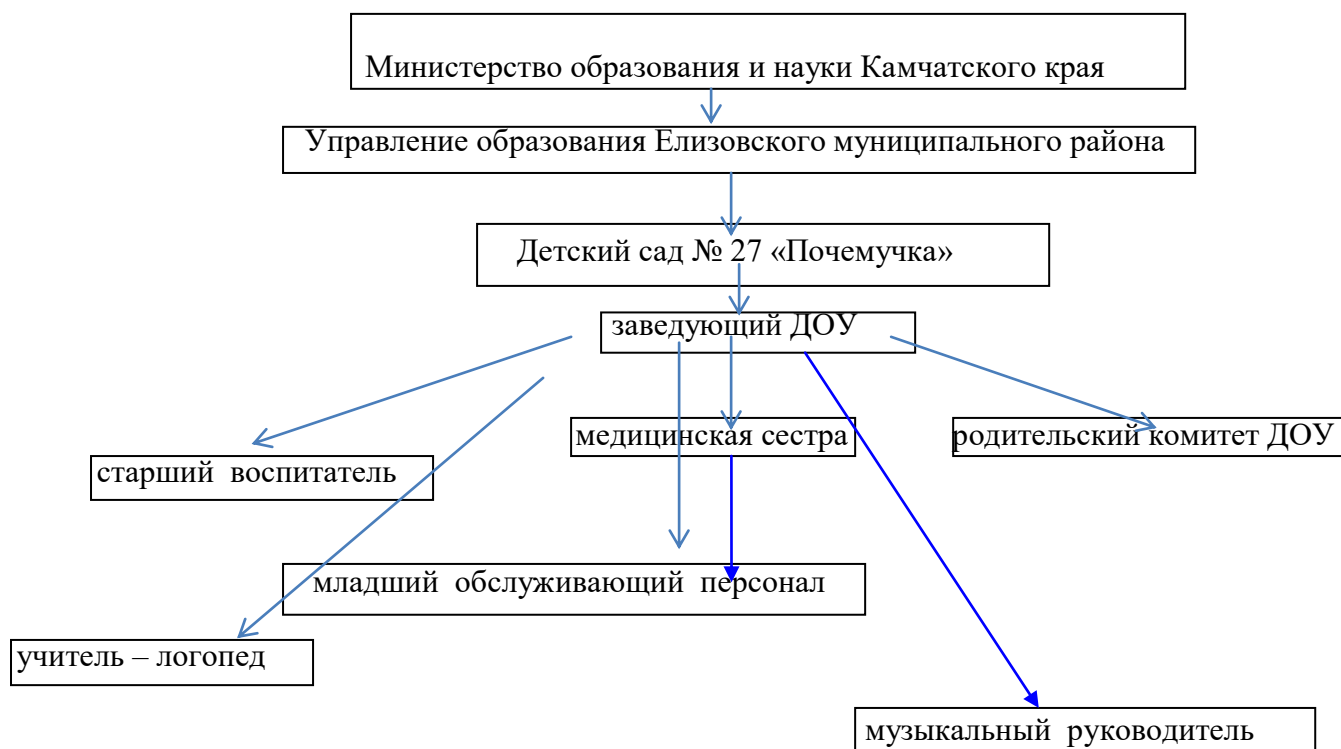 Министерство образования и науки Камчатского края
Управление образования Елизовского муниципального района
Детский сад № 27 «Почемучка»
заведующий ДОУ
медицинская сестра
родительский комитет ДОУ
старший воспитатель
младший обслуживающий персонал
учитель – логопед
музыкальный руководитель